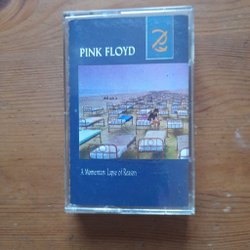 PINK FLOYD
A Momentary Lapse of Reason